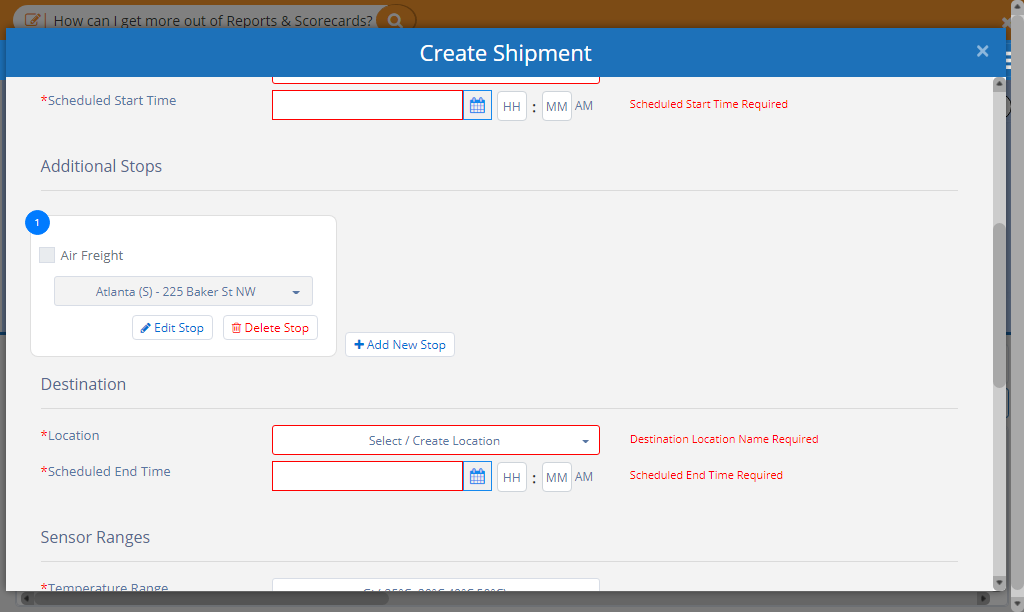 How can I get more out of Reports & Scorecards?
Create Shipment
×
*Scheduled Start Time
HH : MM AM
Scheduled Start Time Required
Additional Stops
1
Air Freight
Atlanta (S) - 225 Baker St NW
Edit Stop
Delete Stop
Add New Stop
Destination
*Location
Select / Create Location
Destination Location Name Required
*Scheduled End Time
HH : MM AM
Scheduled End Time Required
Sensor Ranges
*Temperature Range